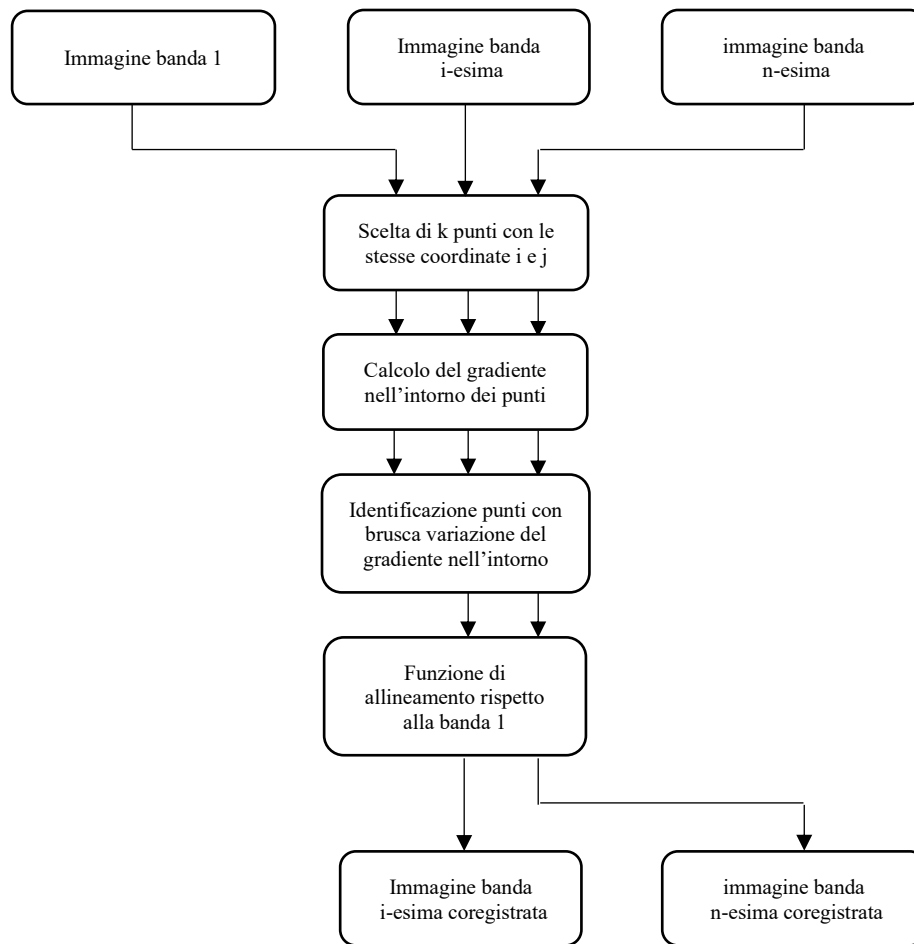 Immagine banda 1
Immagine banda
i-esima
immagine banda
n-esima
Scelta di k punti con le
stesse coordinate i e j
Calcolo del gradiente
nell’intorno dei punti
Identificazione punti con
brusca variazione del
gradiente nell’intorno
Funzione di
allineamento rispetto
alla banda 1
Immagine banda
i-esima coregistrata
immagine banda
n-esima coregistrata